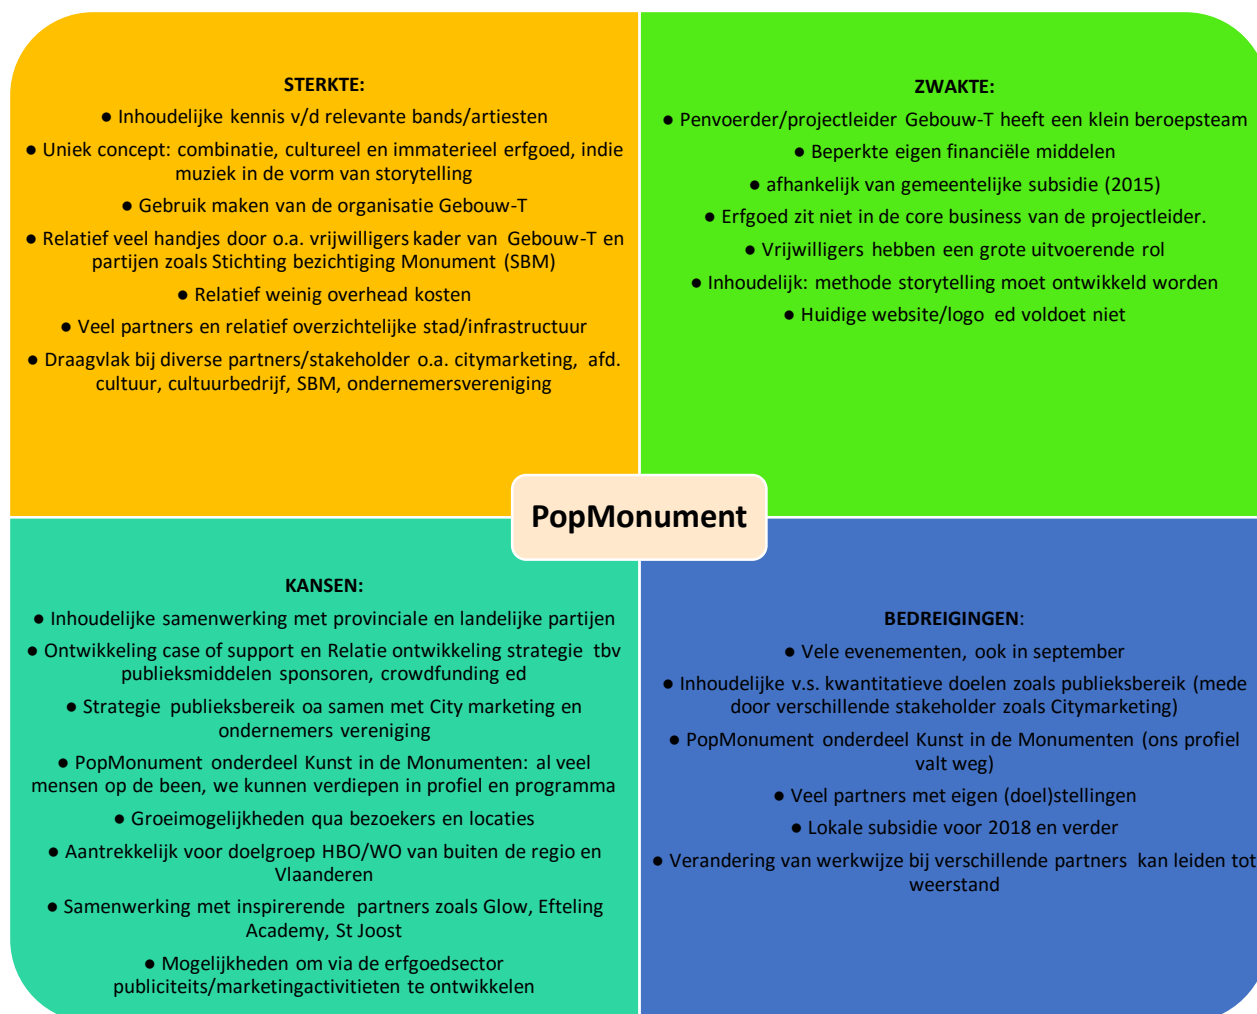 STERKTE:
● Inhoudelijke kennis v/d relevante bands/artiesten
● Uniek concept: combinatie, cultureel en immaterieel erfgoed, indie
muziek in de vorm van storytelling
● Gebruik maken van de organisatie Gebouw-T
● Relatief veel handjes door o.a. vrijwilligers kader van Gebouw-T en
partijen zoals Stichting bezichtiging Monument (SBM)
● Relatief weinig overhead kosten
● Veel partners en relatief overzichtelijke stad/infrastructuur
● Draagvlak bij diverse partners/stakeholder o.a. citymarketing, afd.
cultuur, cultuurbedrijf, SBM, ondernemersvereniging
ZWAKTE:
● Penvoerder/projectleider Gebouw-T heeft een klein beroepsteam
● Beperkte eigen financiële middelen
● afhankelijk van gemeentelijke subsidie (2015)
● Erfgoed zit niet in de core business van de projectleider.
● Vrijwilligers hebben een grote uitvoerende rol
● Inhoudelijk: methode storytelling moet ontwikkeld worden
● Huidige website/logo ed voldoet niet
PopMonument
KANSEN:
● Inhoudelijke samenwerking met provinciale en landelijke partijen
● Ontwikkeling case of support en Relatie ontwikkeling strategie tbv
publieksmiddelen sponsoren, crowdfunding ed
● Strategie publieksbereik oa samen met City marketing en
ondernemers vereniging
● PopMonument onderdeel Kunst in de Monumenten: al veel
mensen op de been, we kunnen verdiepen in profiel en programma
● Groeimogelijkheden qua bezoekers en locaties
● Aantrekkelijk voor doelgroep HBO/WO van buiten de regio en
Vlaanderen
● Samenwerking met inspirerende partners zoals Glow, Efteling
Academy, St Joost
● Mogelijkheden om via de erfgoedsector
publiciteits/marketingactivitieten te ontwikkelen
BEDREIGINGEN:
● Vele evenementen, ook in september
● Inhoudelijke v.s. kwantitatieve doelen zoals publieksbereik (mede
door verschillende stakeholder zoals Citymarketing)
● PopMonument onderdeel Kunst in de Monumenten (ons profiel
valt weg)
● Veel partners met eigen (doel)stellingen
● Lokale subsidie voor 2018 en verder
● Verandering van werkwijze bij verschillende partners kan leiden tot
weerstand